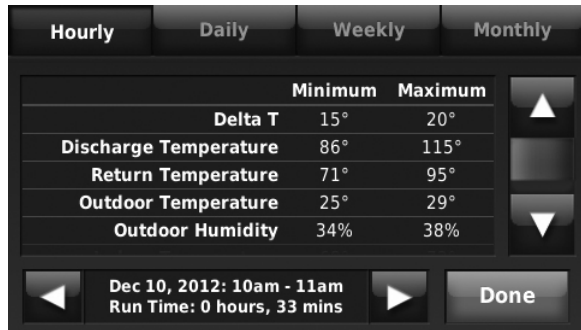 Hourly Daily Weekly Monthly
Minimum Maximum
Delta T 15° 20°
Discharge Temperature 86° 115°
Return Temperature 71° 95°
Outdoor Temperature 25° 29°
Outdoor Humidity 34% 38%
Dec 10, 2012: 10am - 11am
Run Time: 0 hours, 33 mins
Done